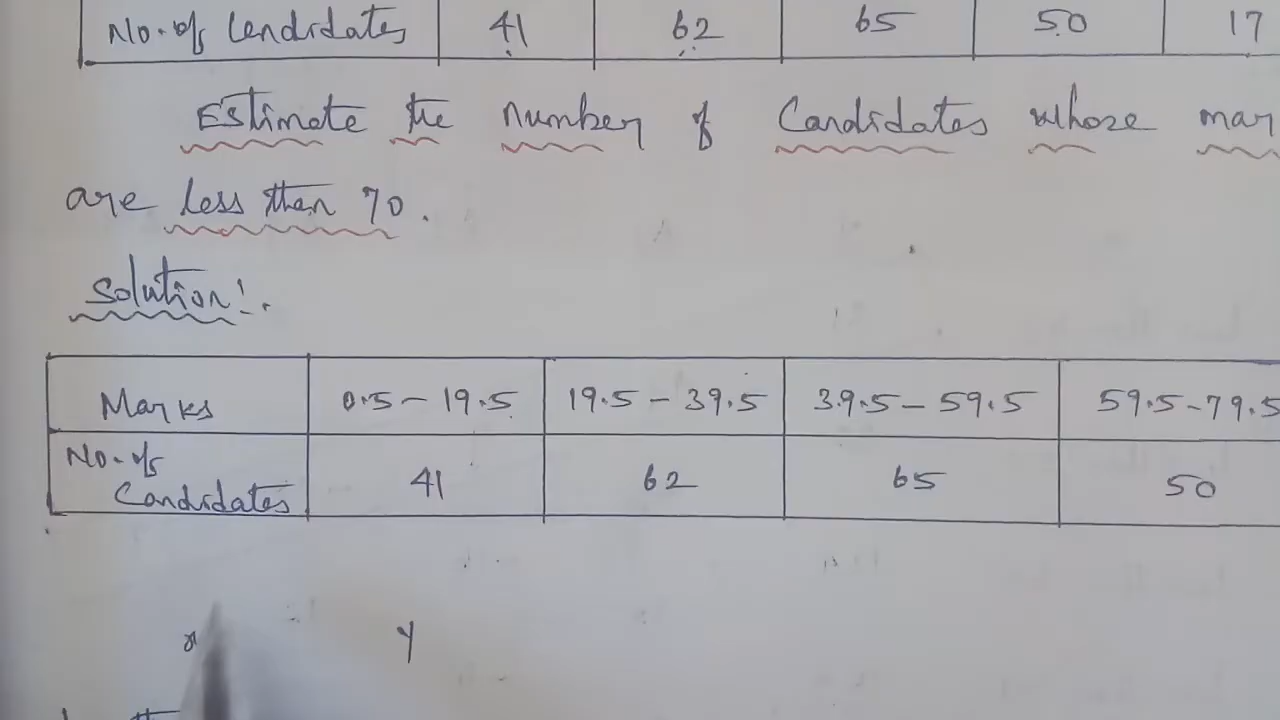 No. of Candidates 41 62 65 50 17
Estimate the number of Candidates whose mar
are less than 70.
Solution:
Marks 0.5 - 19.5 19.5 - 39.5 39.5 - 59.5 59.5 - 79.5
No. of
Candidates 41 62 65 50
x y